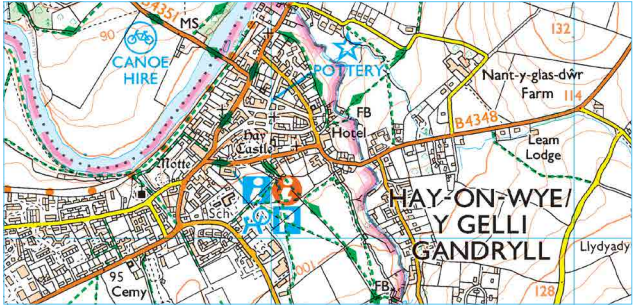 B4351
MS
90
CANOE
HIRE
POTTERY
132
Nant-y-glas-dŵr
Farm
114
FB
B4348
Hotel
Hay
Castle
Leam
Lodge
Motte
HAY-ON-WYE/
Y GELLI
GANDRYLL
Sch
Llydyady
100
95
Cemy
FB
128